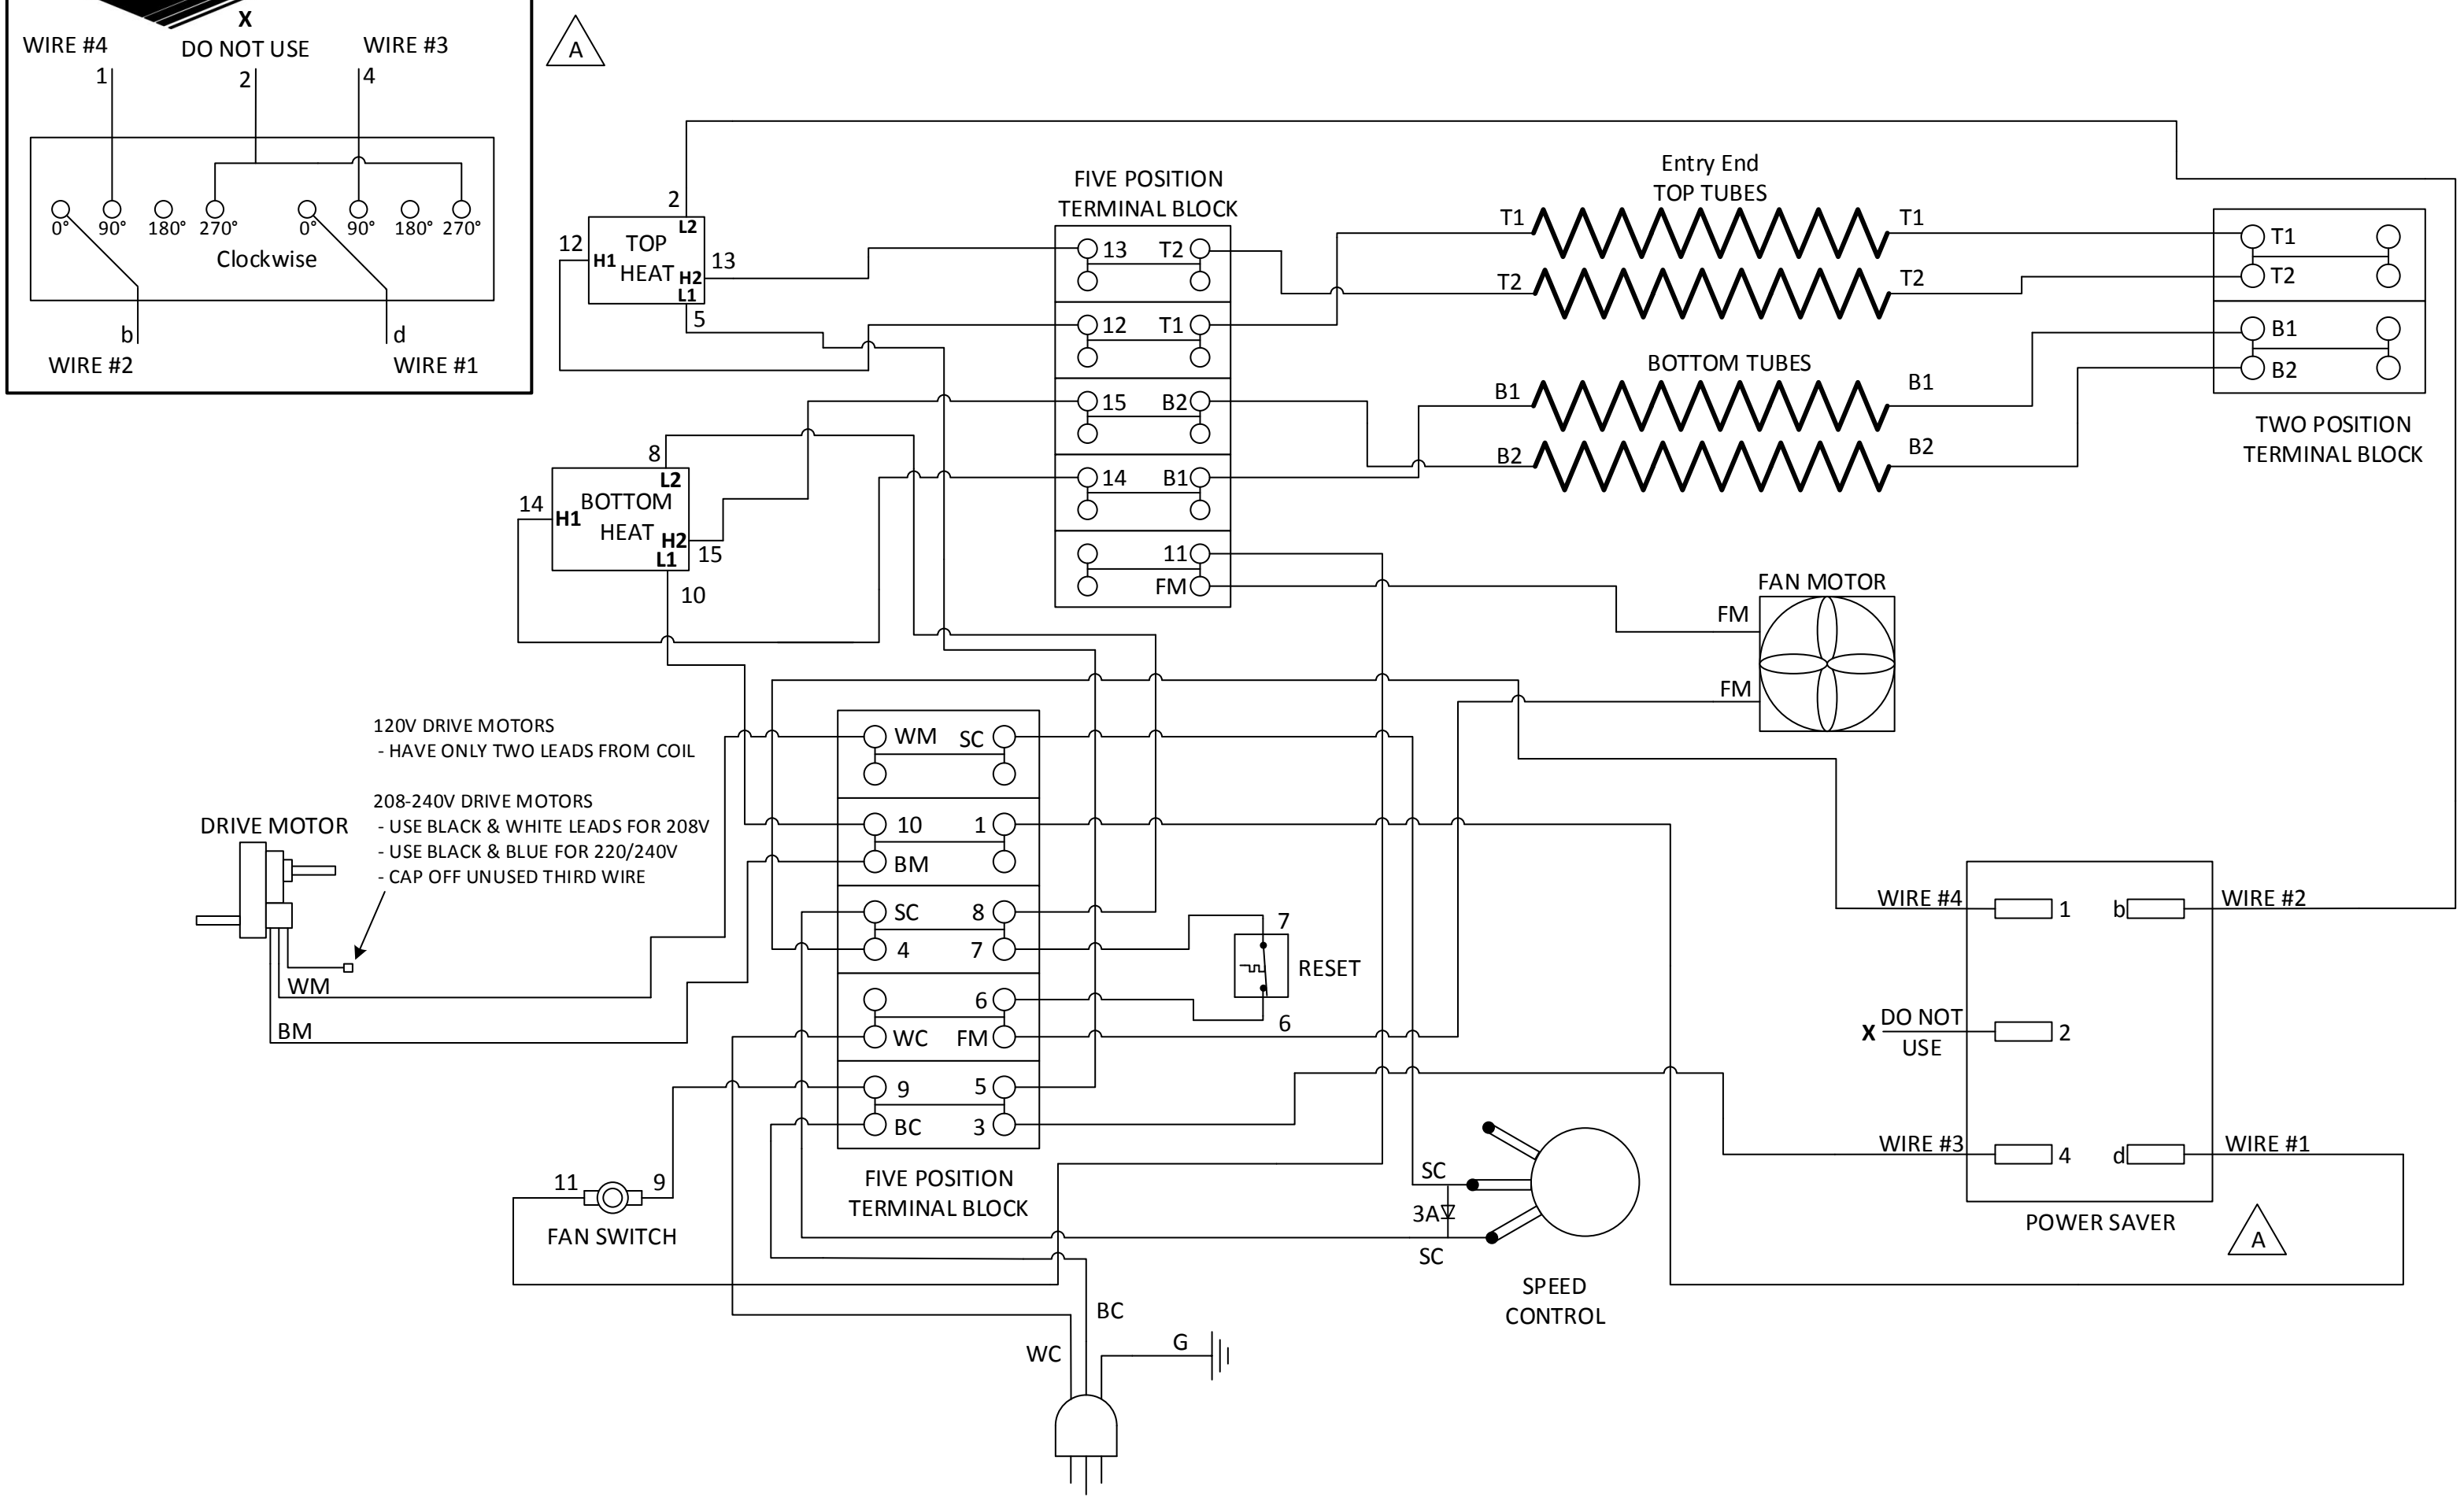 X
WIRE #4
DO NOT USE
WIRE #3
1
2
4
0°
90°
180°
270°
0°
90°
180°
270°
Clockwise
b
d
WIRE #2
WIRE #1
A
2
L2
12
H1
TOP
HEAT
H2
L1
13
5
FIVE POSITION
TERMINAL BLOCK
13 T2
12 T1
15 B2
14 B1
11
FM
Entry End
TOP TUBES
T1
T1
T2
T2
BOTTOM TUBES
B1
B1
B2
B2
T1
T2
B1
B2
TWO POSITION
TERMINAL BLOCK
8
L2
14
H1
BOTTOM
HEAT
H2
L1
15
10
FAN MOTOR
FM
FM
120V DRIVE MOTORS
- HAVE ONLY TWO LEADS FROM COIL
208-240V DRIVE MOTORS
- USE BLACK & WHITE LEADS FOR 208V
- USE BLACK & BLUE FOR 220/240V
- CAP OFF UNUSED THIRD WIRE
DRIVE MOTOR
WM
BM
WM SC
10 1
BM
SC 8
4 7
6
WC FM
9 5
BC 3
FIVE POSITION
TERMINAL BLOCK
7
RESET
6
11
9
FAN SWITCH
SC
3A
SC
SPEED
CONTROL
WIRE #4
1
b
WIRE #2
X
DO NOT
USE
2
WIRE #3
4
d
WIRE #1
POWER SAVER
A
BC
WC
G